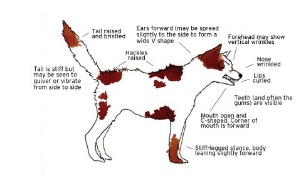 Tail raised
and bristled
Ears forward (may be spread
slightly to the side to form a
wide V shape
Forehead may show
vertical wrinkles
Hackles
raised
Nose
wrinkled
Lips
curled
Tail is stiff but
may be seen to
quiver or vibrate
from side to side
Teeth (and often the
gums) are visible
Mouth open and
C-shaped. Corner of
mouth is forward
Stiff-legged stance, body
leaning slightly forward